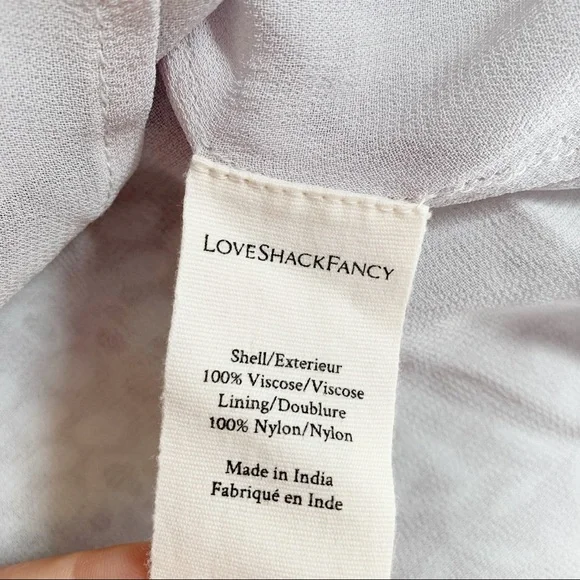 LOVESHACKFANCY
Shell/Exterieur
100% Viscose/Viscose
Lining/Doublure
100% Nylon/Nylon
Made in India
Fabriqué en Inde